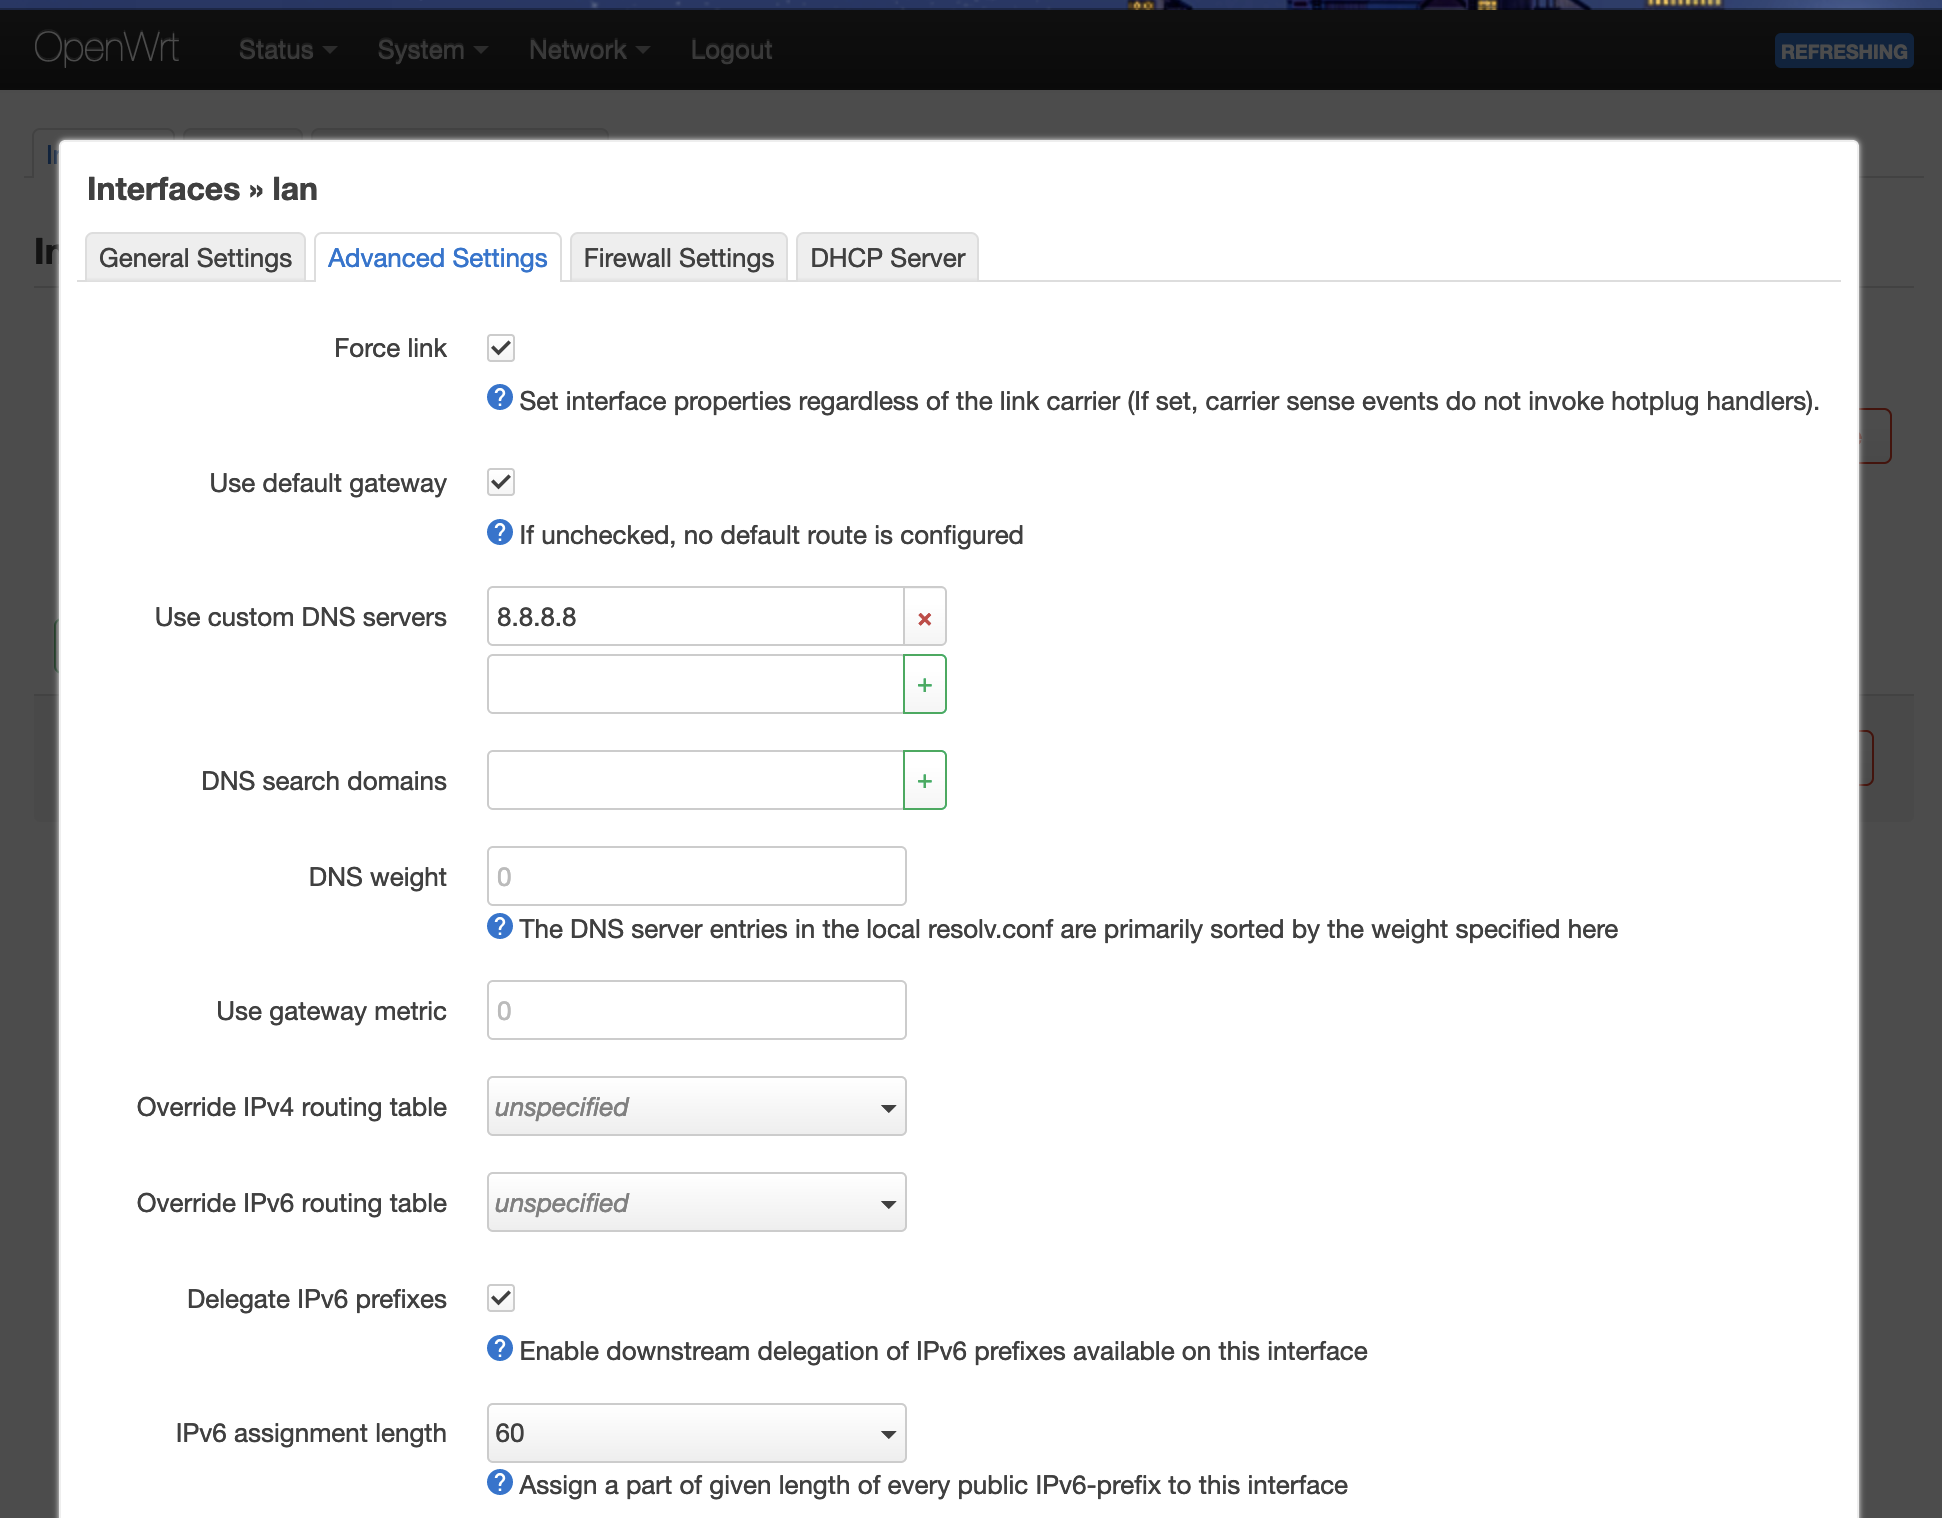 OpenWrt Status System Network Logout REFRESHING
Interfaces » lan
General Settings Advanced Settings Firewall Settings DHCP Server
Force link
Set interface properties regardless of the link carrier (If set, carrier sense events do not invoke hotplug handlers).
Use default gateway
If unchecked, no default route is configured
Use custom DNS servers 8.8.8.8 ×
+
DNS search domains +
DNS weight 0
The DNS server entries in the local resolv.conf are primarily sorted by the weight specified here
Use gateway metric 0
Override IPv4 routing table unspecified
Override IPv6 routing table unspecified
Delegate IPv6 prefixes
Enable downstream delegation of IPv6 prefixes available on this interface
IPv6 assignment length 60
Assign a part of given length of every public IPv6-prefix to this interface